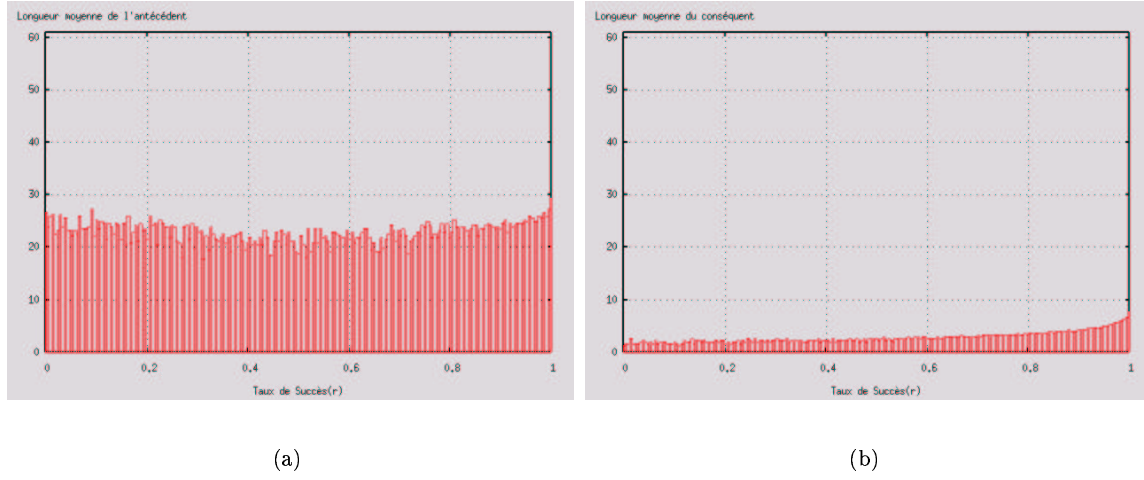 Longueur moyenne de l'antécédent
60
50
40
30
20
10
0
0 0.2 0.4 0.6 0.8 1
Taux de Succès(r)
(a)
Longueur moyenne du conséquent
60
50
40
30
20
10
0
0 0.2 0.4 0.6 0.8 1
Taux de Succès(r)
(b)